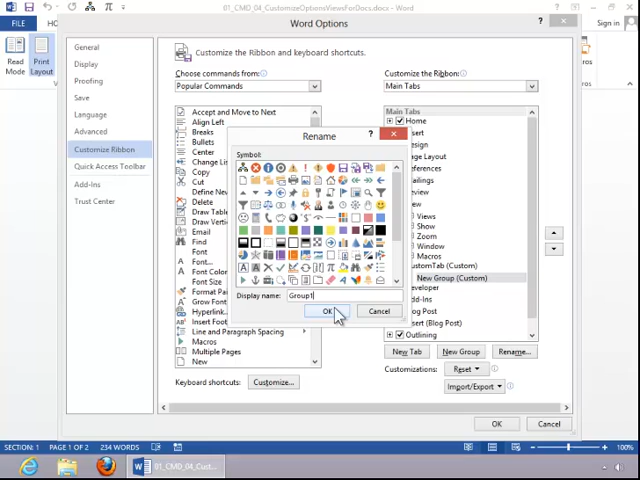 01_CMD_04_CustomizeOptionsViewsForDocs.docx - Word
FILE
Sign in
Word Options
Read Mode
Print Layout
General
Display
Proofing
Save
Language
Advanced
Customize Ribbon
Quick Access Toolbar
Add-Ins
Trust Center
Customize the Ribbon and keyboard shortcuts.
Choose commands from:
Popular Commands
Accept and Move to Next
Align Left
Breaks
Bullets
Center
Change Li
Copy
Cut
Define New
Delete
Draw Table
Draw Verti
Email
Find
Font
Font Color
Font Size
Format Pai
Grow Font
Hyperlink.
Insert Foot
Line and Paragraph Spacing
Macros
Multiple Pages
New
Keyboard shortcuts:
Customize...
Customize the Ribbon:
Main Tabs
Main Tabs
Home
sert
esign
age Layout
eferences
ailings
eview
iew
Views
Show
Zoom
Window
Macros
ustomTab (Custom)
New Group (Custom)
eveloper
dd-Ins
log Post
sert (Blog Post)
Outlining
New Tab
New Group
Rename...
Customizations:
Reset
Import/Export
OK
Cancel
Rename
Symbol:
Display name:
Group1
OK
Cancel
SECTION: 1
PAGE 1 OF 2
234 WORDS
100%
01_CMD_04_Cust...